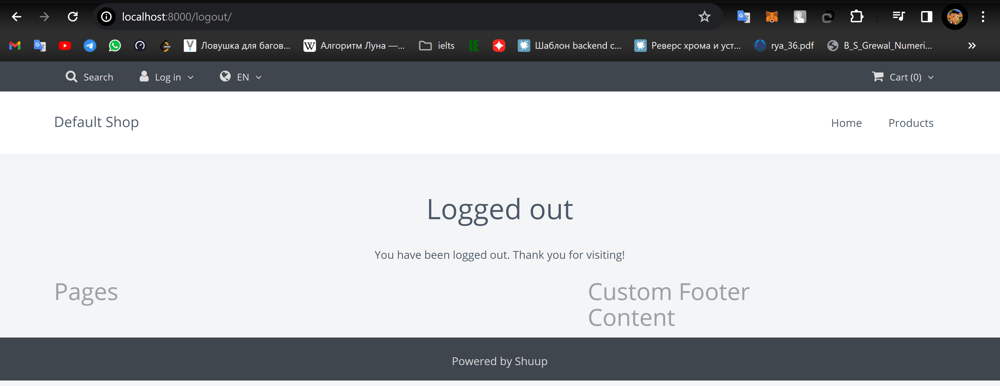 localhost:8000/logout/
Ловушка для багов... Алгоритм Луна —... ielts Шаблон backend с... Реверс хрома и уст... rya_36.pdf B_S_Grewal_Numeri...
Search Log in EN Cart (0)
Default Shop Home Products
Logged out
You have been logged out. Thank you for visiting!
Pages
Custom Footer
Content
Powered by Shuup